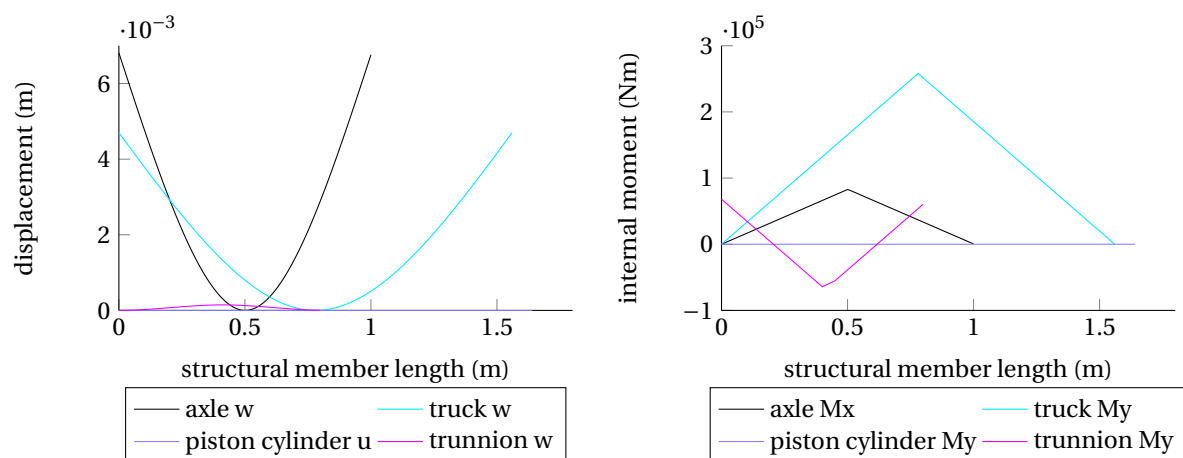 ·10⁻³
6
4
2
0
0 0.5 1 1.5
displacement (m)
structural member length (m)
axle w truck w
piston cylinder u trunnion w
·10⁵
3
2
1
0
−1
0 0.5 1 1.5
internal moment (Nm)
structural member length (m)
axle Mx truck My
piston cylinder My trunnion My